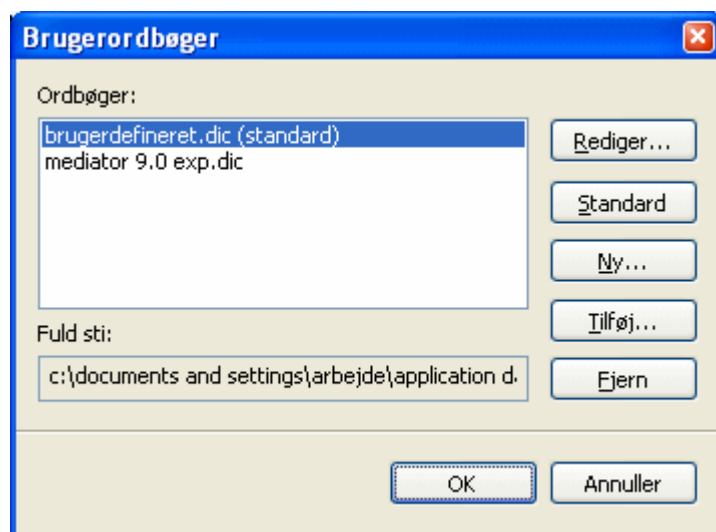 Brugerordbøger
Ordbøger:
brugerdefineret.dic (standard)
mediator 9.0 exp.dic
Rediger...
Standard
Ny...
Tilføj...
Fjern
Fuld sti:
c:\documents and settings\arbejde\application d
OK
Annuller